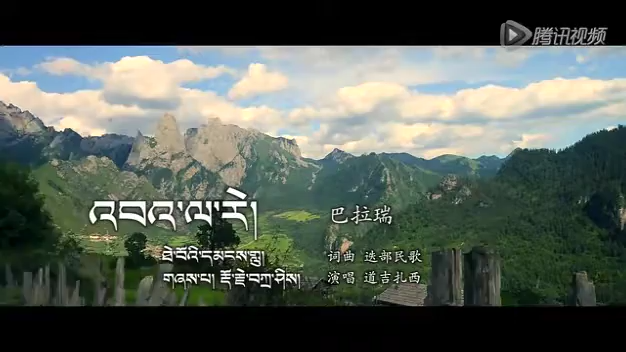 腾讯视频
འབའ་ལ་རེ།
巴拉瑞
ཐེ་བོའི་དམངས་གླུ།
词曲 迭部民歌
གཞས་པ། རྡོ་རྗེ་བཀྲ་ཤིས།
演唱 道吉扎西